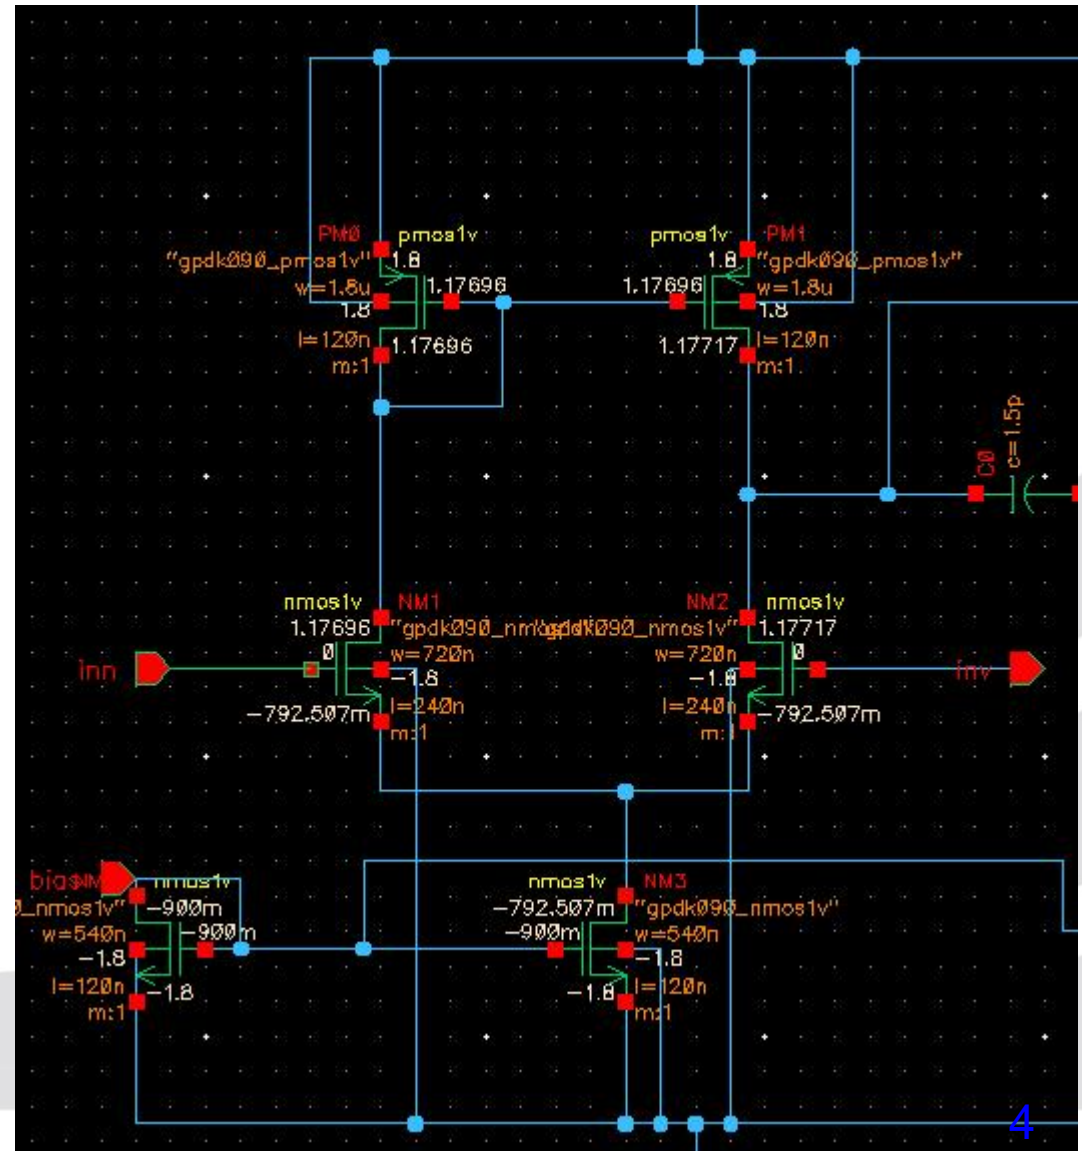 PM0 pmos1v
pmos1v PM1
"gpdk090_pmos1v" 1.8
1.8 "gpdk090_pmos1v"
w=1.8u 1.17696
1.17696 w=1.8u
1.8
1.8
l=120n 1.17696
1.17717 l=120n
m:1
m:1
C0 c=1.5p
nmos1v NM1
NM2 nmos1v
1.17696
_nmos1v" 1.17717
0 w=720n
w=720n 0
inn
-1.8
-1.8
inv
l=240n
l=240n
-792.507m m:1
m:1 -792.507m
bias nmos1v
nmos1v NM3
_nmos1v" -900m
-792.507m "gpdk090_nmos1v"
w=540n -900m
-900m w=540n
-1.8
-1.8
l=120n -1.8
-1.8 l=120n
m:1
m:1
4